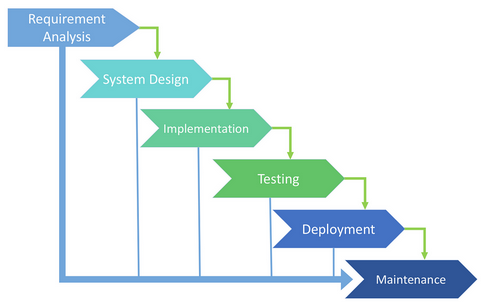 Requirement
Analysis
System Design
Implementation
Testing
Deployment
Maintenance